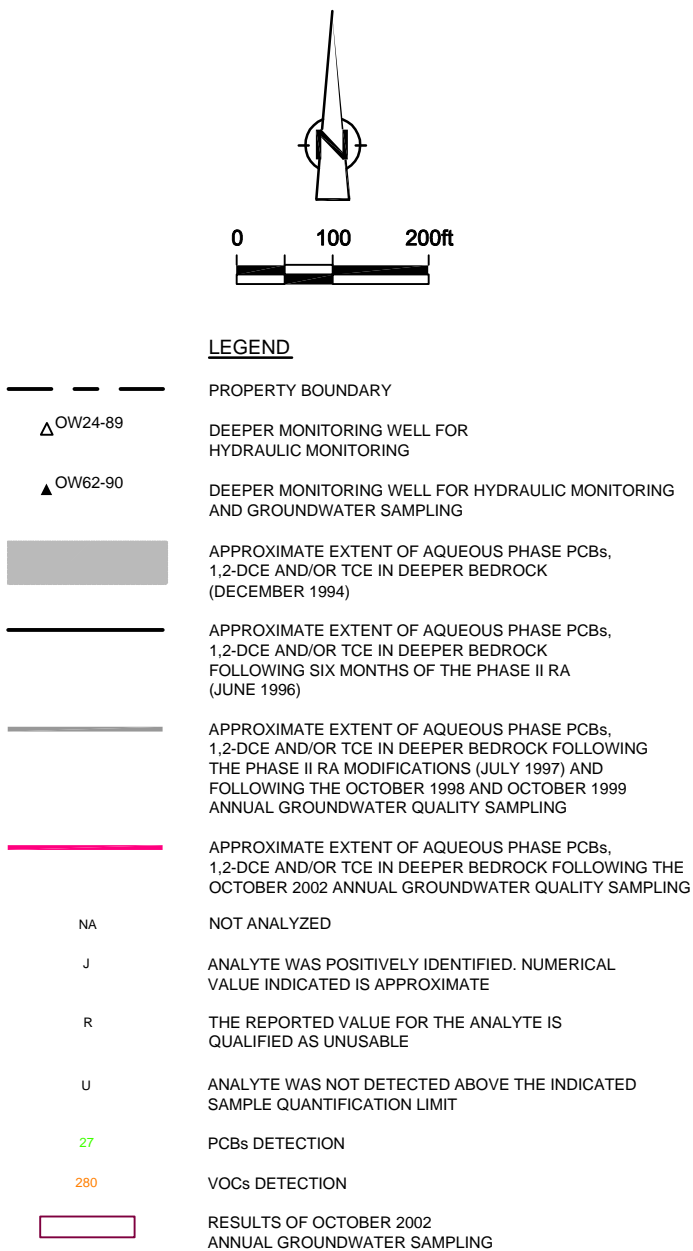 N
0 100 200ft
LEGEND
PROPERTY BOUNDARY
OW24-89
DEEPER MONITORING WELL FOR
HYDRAULIC MONITORING
OW62-90
DEEPER MONITORING WELL FOR HYDRAULIC MONITORING
AND GROUNDWATER SAMPLING
APPROXIMATE EXTENT OF AQUEOUS PHASE PCBs,
1,2-DCE AND/OR TCE IN DEEPER BEDROCK
(DECEMBER 1994)
APPROXIMATE EXTENT OF AQUEOUS PHASE PCBs,
1,2-DCE AND/OR TCE IN DEEPER BEDROCK
FOLLOWING SIX MONTHS OF THE PHASE II RA
(JUNE 1996)
APPROXIMATE EXTENT OF AQUEOUS PHASE PCBs,
1,2-DCE AND/OR TCE IN DEEPER BEDROCK FOLLOWING
THE PHASE II RA MODIFICATIONS (JULY 1997) AND
FOLLOWING THE OCTOBER 1998 AND OCTOBER 1999
ANNUAL GROUNDWATER QUALITY SAMPLING
APPROXIMATE EXTENT OF AQUEOUS PHASE PCBs,
1,2-DCE AND/OR TCE IN DEEPER BEDROCK FOLLOWING THE
OCTOBER 2002 ANNUAL GROUNDWATER QUALITY SAMPLING
NA NOT ANALYZED
J ANALYTE WAS POSITIVELY IDENTIFIED. NUMERICAL
VALUE INDICATED IS APPROXIMATE
R THE REPORTED VALUE FOR THE ANALYTE IS
QUALIFIED AS UNUSABLE
U ANALYTE WAS NOT DETECTED ABOVE THE INDICATED
SAMPLE QUANTIFICATION LIMIT
27 PCBs DETECTION
280 VOCs DETECTION
RESULTS OF OCTOBER 2002
ANNUAL GROUNDWATER SAMPLING